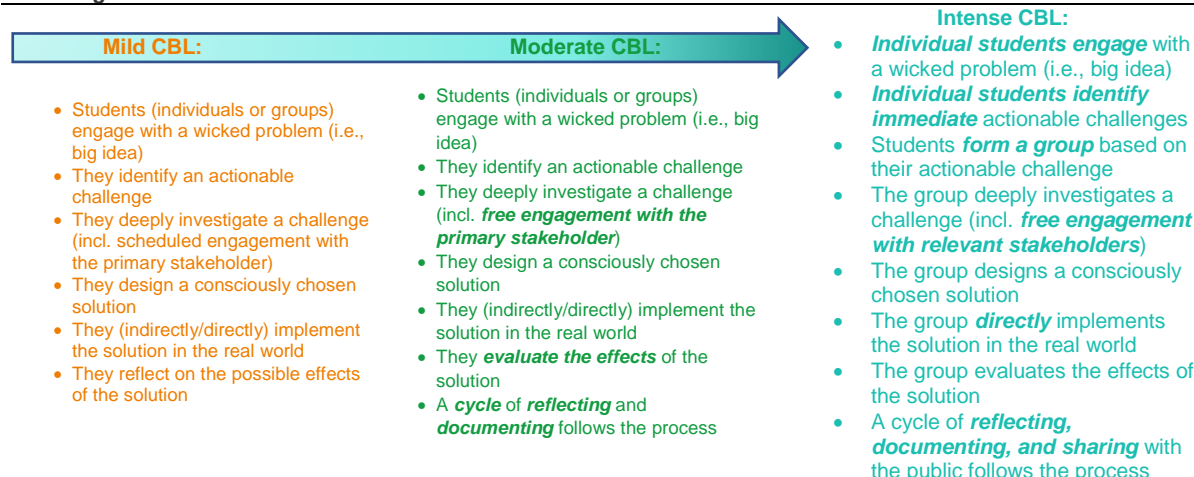 Mild CBL:
• Students (individuals or groups)
engage with a wicked problem (i.e.,
big idea)
• They identify an actionable
challenge
• They deeply investigate a challenge
(incl. scheduled engagement with
the primary stakeholder)
• They design a consciously chosen
solution
• They (indirectly/directly) implement
the solution in the real world
• They reflect on the possible effects
of the solution
Moderate CBL:
• Students (individuals or groups)
engage with a wicked problem (i.e., big
idea)
• They identify an actionable challenge
• They deeply investigate a challenge
(incl. free engagement with the
primary stakeholder)
• They design a consciously chosen
solution
• They (indirectly/directly) implement the
solution in the real world
• They evaluate the effects of the
solution
• A cycle of reflecting and
documenting follows the process
Intense CBL:
• Individual students engage with
a wicked problem (i.e., big idea)
• Individual students identify
immediate actionable challenges
• Students form a group based on
their actionable challenge
• The group deeply investigates a
challenge (incl. free engagement
with relevant stakeholders)
• The group designs a consciously
chosen solution
• The group directly implements
the solution in the real world
• The group evaluates the effects of
the solution
• A cycle of reflecting,
documenting, and sharing with
the public follows the process